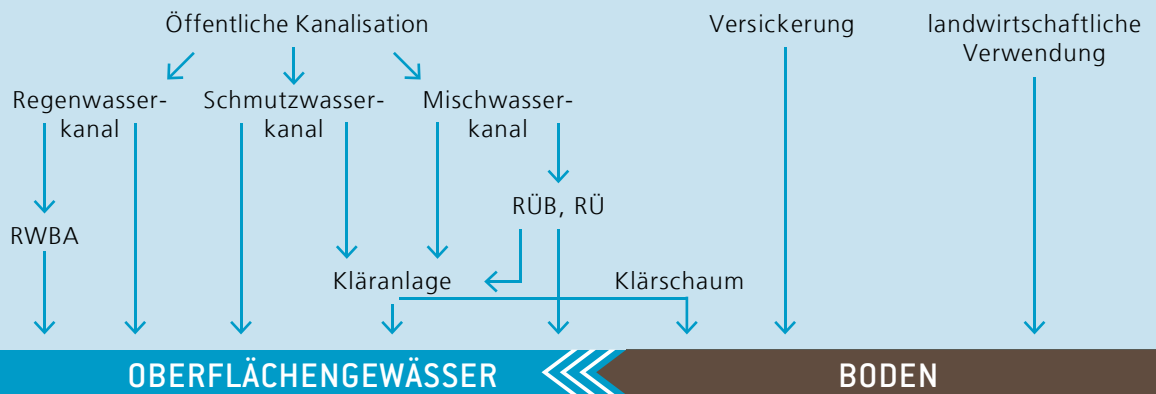 Öffentliche Kanalisation
Versickerung
landwirtschaftliche
Verwendung
Regenwasser-
kanal
Schmutzwasser-
kanal
Mischwasser-
kanal
RÜB, RÜ
RWBA
Kläranlage
Klärschaum
OBERFLÄCHENGEWÄSSER
BODEN